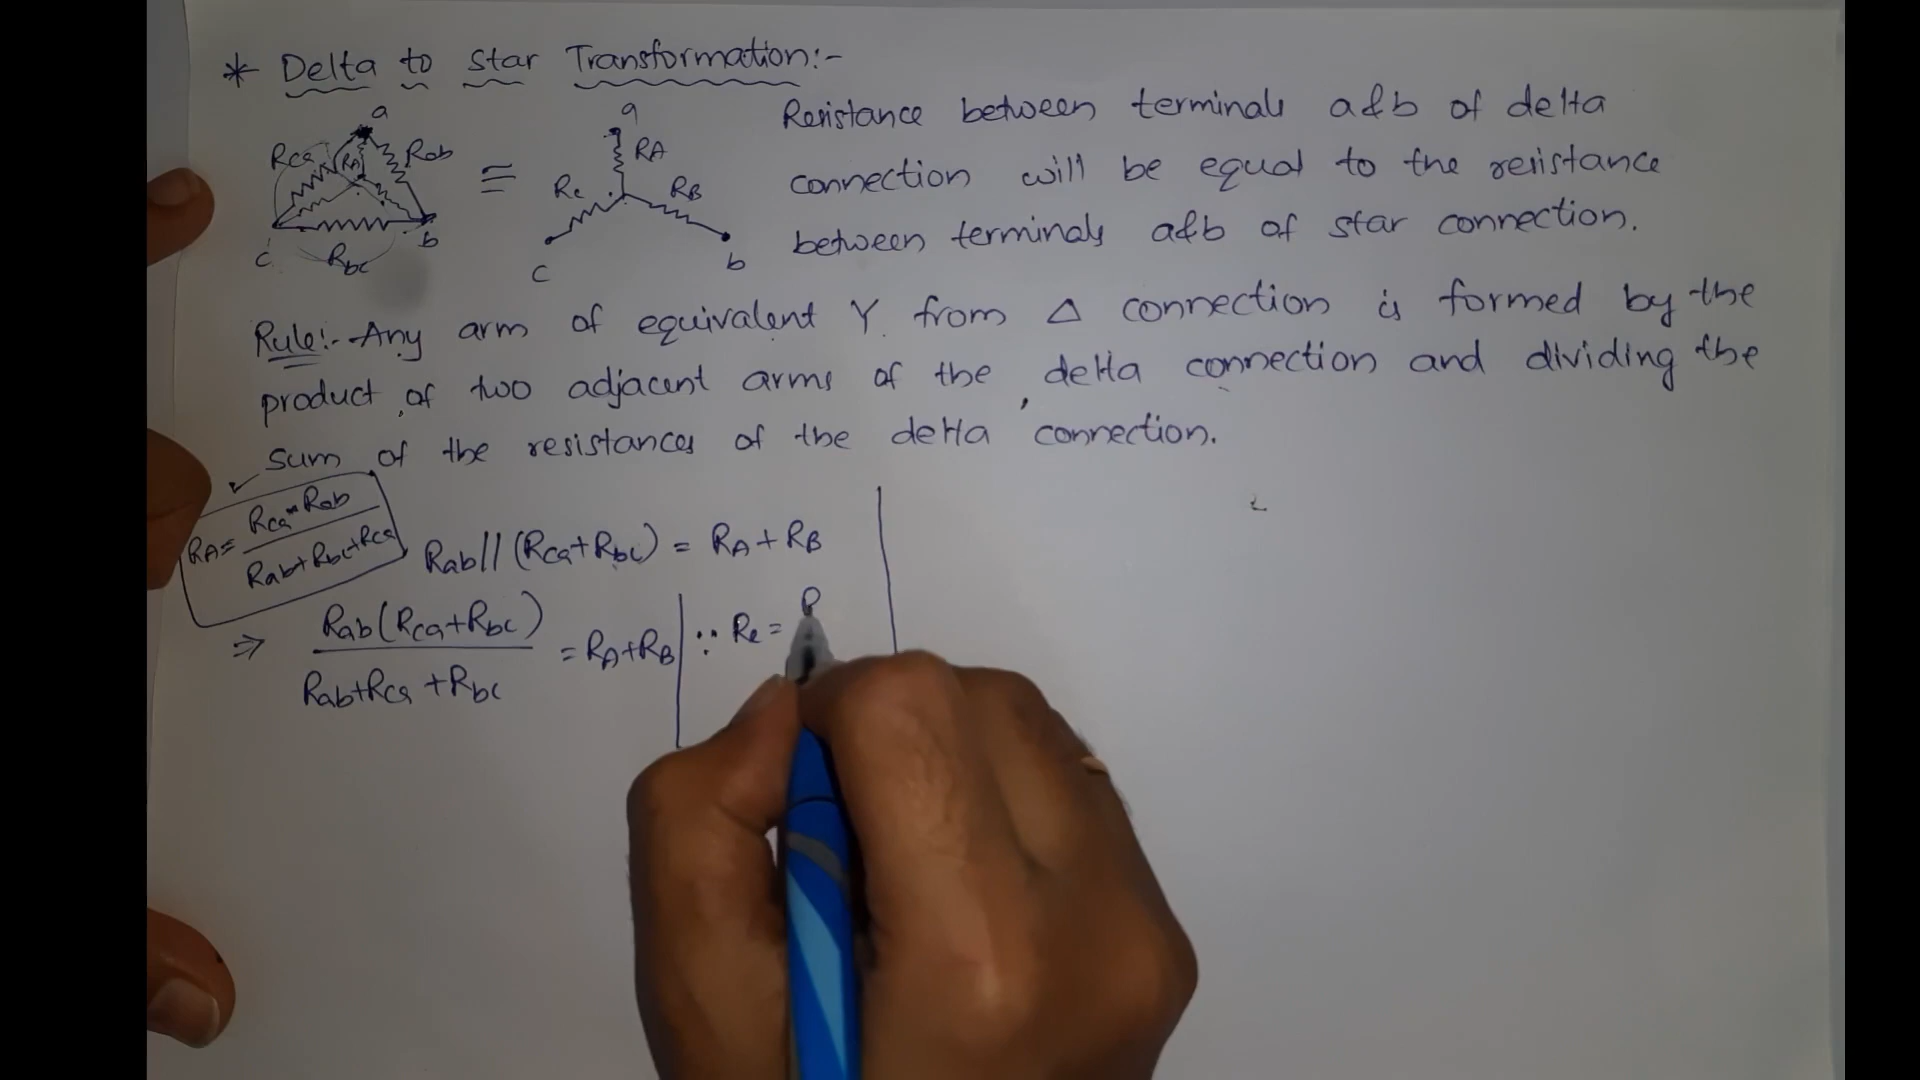 * Delta to Star Transformation:-
a
Rca RA Rab
c Rbc b
≡
a
RA
Rc RB
c b
Resistance between terminals a&b of delta
connection will be equal to the resistance
between terminals a&b of star connection.
Rule:- Any arm of equivalent Y from Δ connection is formed by the
product of two adjacent arms of the delta connection and dividing the
sum of the resistances of the delta connection.
RA = Rca * Rab / Rab+Rbc+Rca
Rab//(Rca+Rbc) = RA+RB
⇒ Rab(Rca+Rbc) / Rab+Rca+Rbc = RA+RB
∵ Re = P